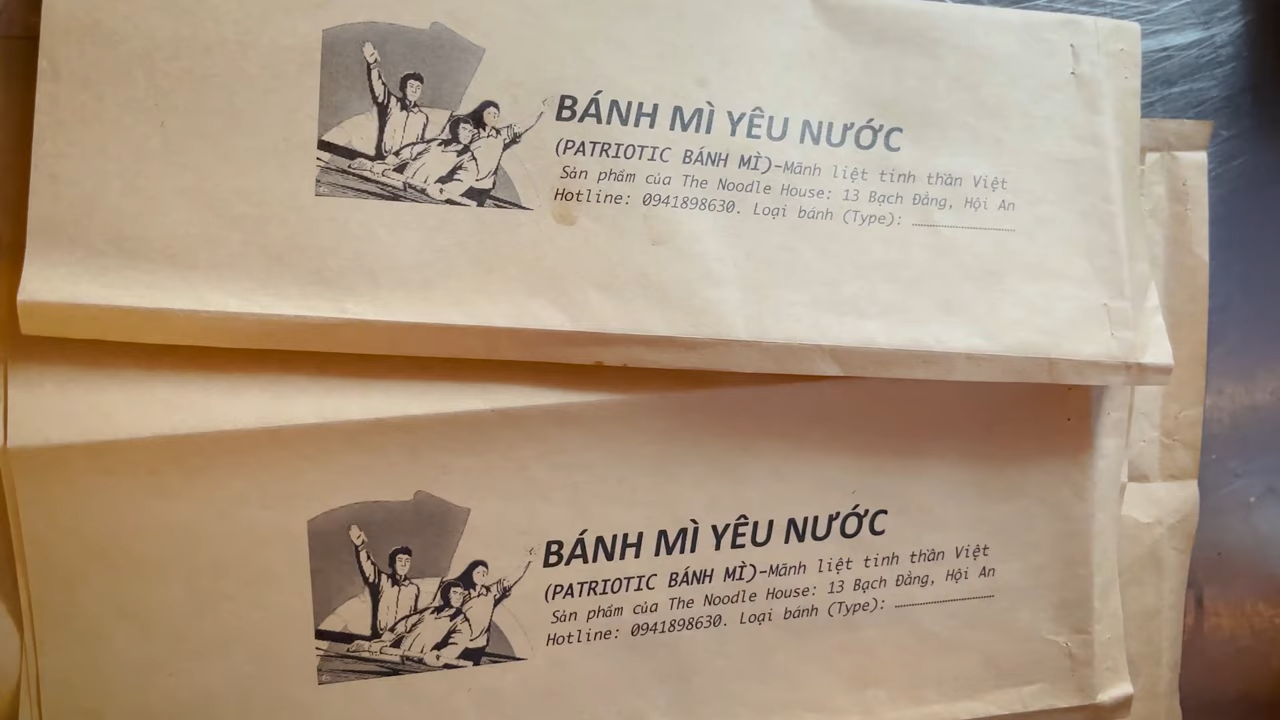 BÁNH MÌ YÊU NƯỚC
(PATRIOTIC BÁNH MÌ)-Mãnh liệt tinh thần Việt
Sản phẩm của The Noodle House: 13 Bạch Đằng, Hội An
Hotline: 0941898630. Loại bánh (Type): ....................
BÁNH MÌ YÊU NƯỚC
(PATRIOTIC BÁNH MÌ)-Mãnh liệt tinh thần Việt
Sản phẩm của The Noodle House: 13 Bạch Đằng, Hội An
Hotline: 0941898630. Loại bánh (Type): ....................